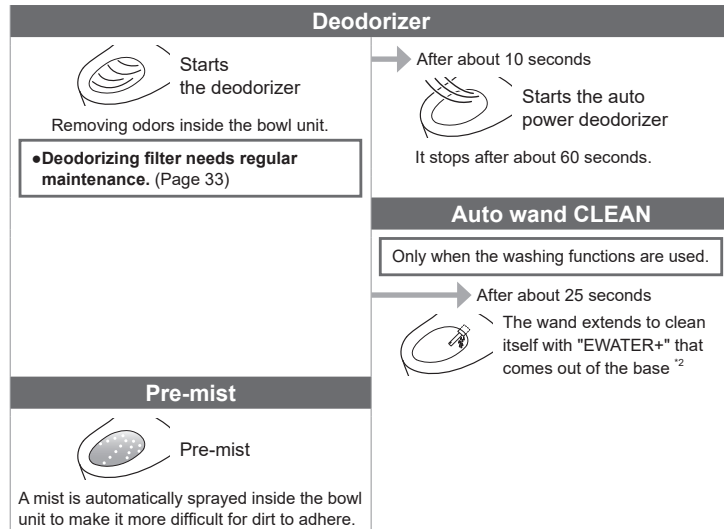 Deodorizer
Starts
the deodorizer
Removing odors inside the bowl unit.
●Deodorizing filter needs regular
maintenance. (Page 33)
After about 10 seconds
Starts the auto
power deodorizer
It stops after about 60 seconds.
Auto wand CLEAN
Only when the washing functions are used.
After about 25 seconds
The wand extends to clean
itself with "EWATER+" that
comes out of the base *2
Pre-mist
Pre-mist
A mist is automatically sprayed inside the bowl
unit to make it more difficult for dirt to adhere.